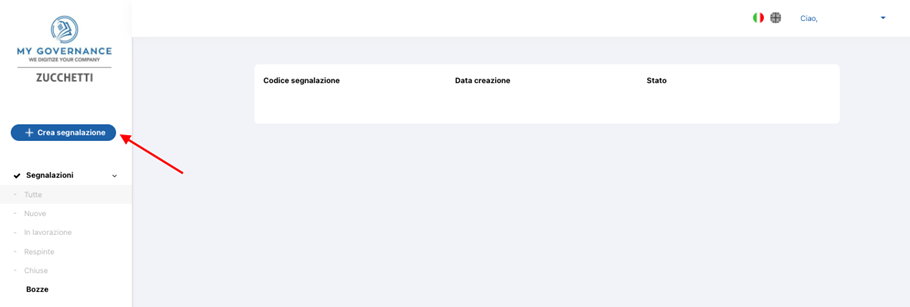 MY GOVERNANCE
WE DIGITIZE YOUR COMPANY
ZUCCHETTI
Crea segnalazione
Segnalazioni
Tutte
Nuove
In lavorazione
Respinte
Chiuse
Bozze
Ciao,
Codice segnalazione Data creazione Stato